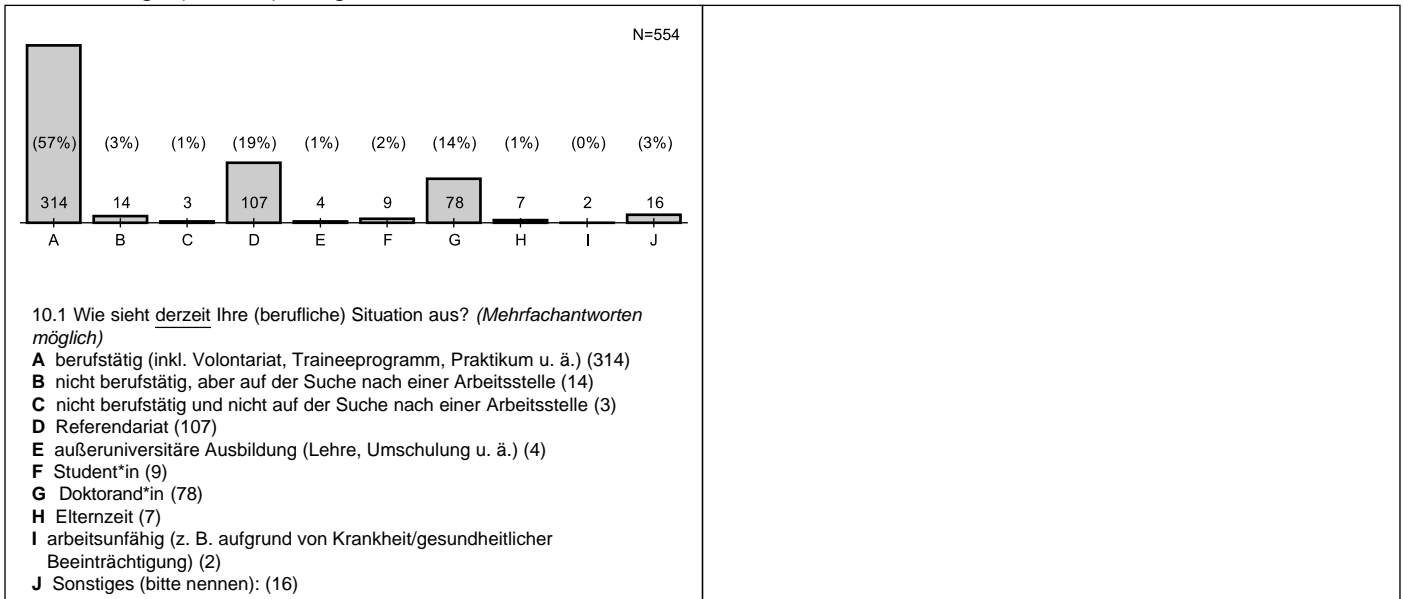 N=554
(57%) (3%) (1%) (19%) (1%) (2%) (14%) (1%) (0%) (3%)
314 14 3 107 4 9 78 7 2 16
A B C D E F G H I J
10.1 Wie sieht derzeit Ihre (berufliche) Situation aus? (Mehrfachantworten
möglich)
A berufstätig (inkl. Volontariat, Traineeprogramm, Praktikum u. ä.) (314)
B nicht berufstätig, aber auf der Suche nach einer Arbeitsstelle (14)
C nicht berufstätig und nicht auf der Suche nach einer Arbeitsstelle (3)
D Referendariat (107)
E außeruniversitäre Ausbildung (Lehre, Umschulung u. ä.) (4)
F Student*in (9)
G Doktorand*in (78)
H Elternzeit (7)
I arbeitsunfähig (z. B. aufgrund von Krankheit/gesundheitlicher
Beeinträchtigung) (2)
J Sonstiges (bitte nennen): (16)